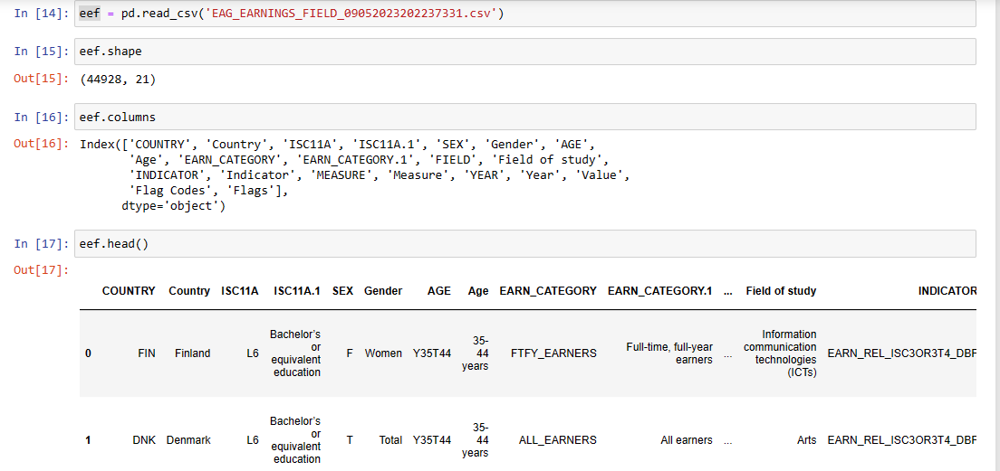 In [14]: eef = pd.read_csv('EAG_EARNINGS_FIELD_09052023202237331.csv')
In [15]: eef.shape
Out[15]: (44928, 21)
In [16]: eef.columns
Out[16]: Index(['COUNTRY', 'Country', 'ISC11A', 'ISC11A.1', 'SEX', 'Gender', 'AGE',
'Age', 'EARN_CATEGORY', 'EARN_CATEGORY.1', 'FIELD', 'Field of study',
'INDICATOR', 'Indicator', 'MEASURE', 'Measure', 'YEAR', 'Year', 'Value',
'Flag Codes', 'Flags'],
dtype='object')
In [17]: eef.head()
Out[17]:
COUNTRY Country ISC11A ISC11A.1 SEX Gender AGE Age EARN_CATEGORY EARN_CATEGORY.1 ... Field of study INDICATOR
0 FIN Finland L6 Bachelor’s or equivalent education F Women Y35T44 35-44 years FTFY_EARNERS Full-time, full-year earners ... Information communication technologies (ICTs) EARN_REL_ISC3OR3T4_DBF
1 DNK Denmark L6 Bachelor’s or equivalent education T Total Y35T44 35-44 years ALL_EARNERS All earners ... Arts EARN_REL_ISC3OR3T4_DBF